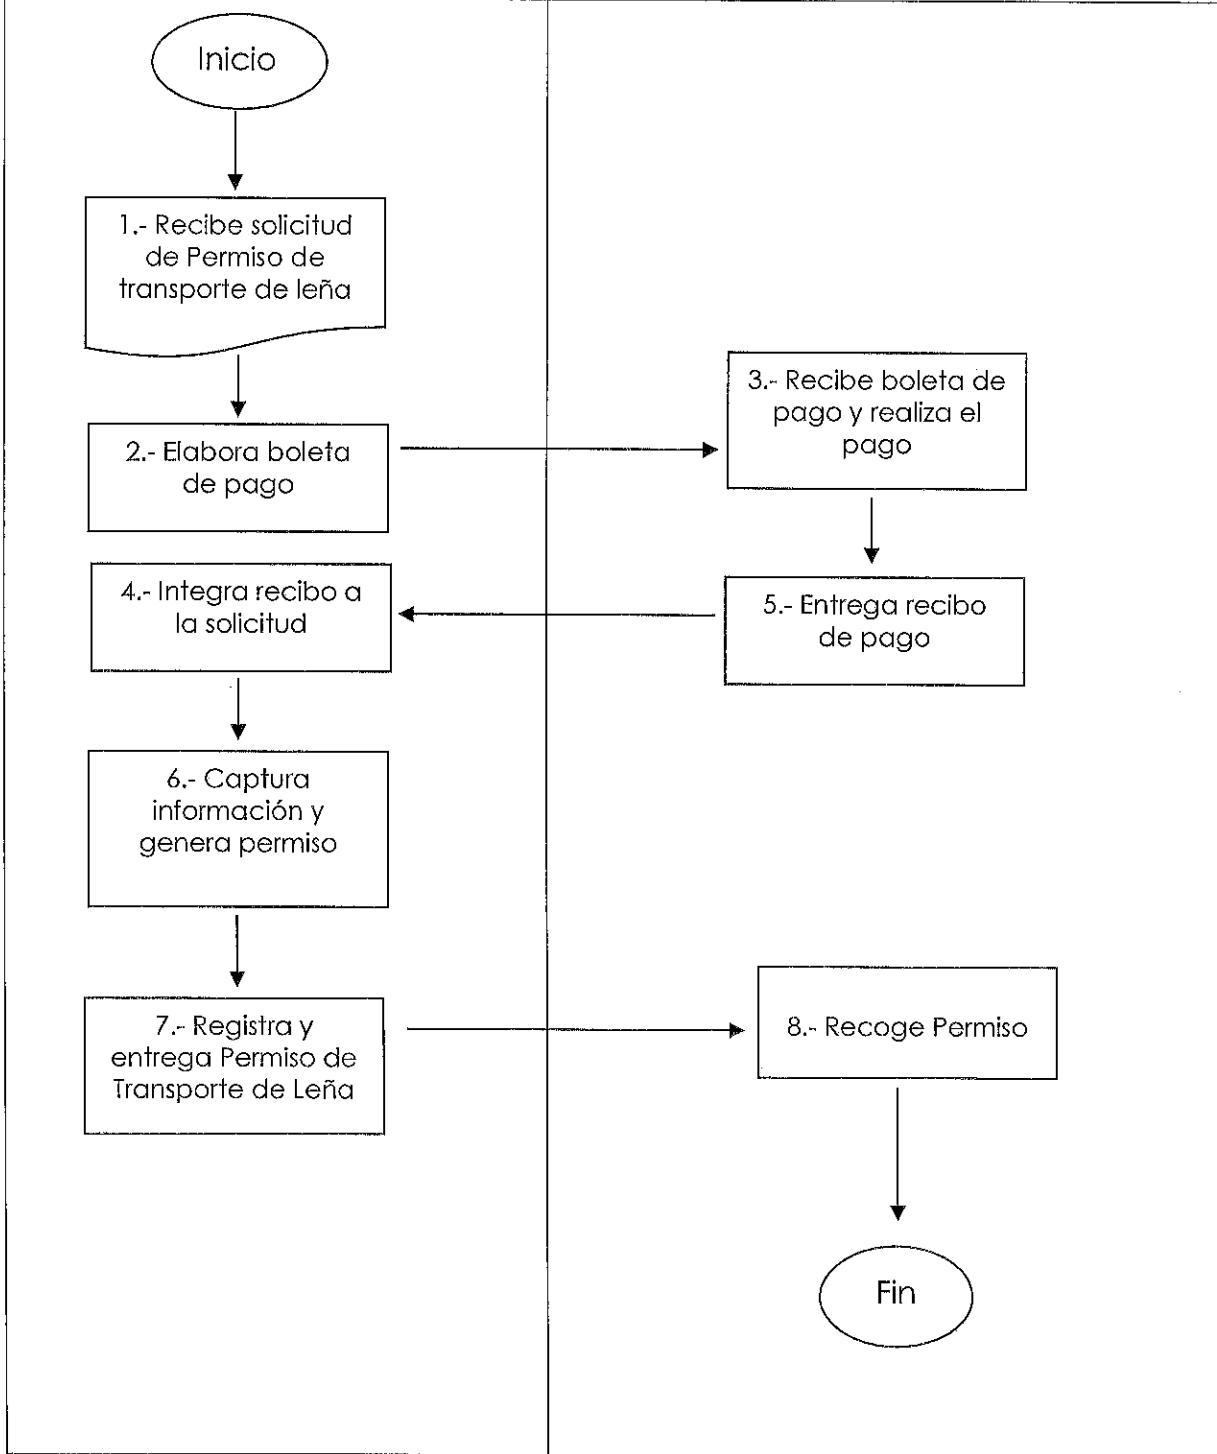 Inicio
1.- Recibe solicitud
de Permiso de
transporte de leña
2.- Elabora boleta
de pago
3.- Recibe boleta de
pago y realiza el
pago
4.- Integra recibo a
la solicitud
5.- Entrega recibo
de pago
6.- Captura
información y
genera permiso
7.- Registra y
entrega Permiso de
Transporte de Leña
8.- Recoge Permiso
Fin